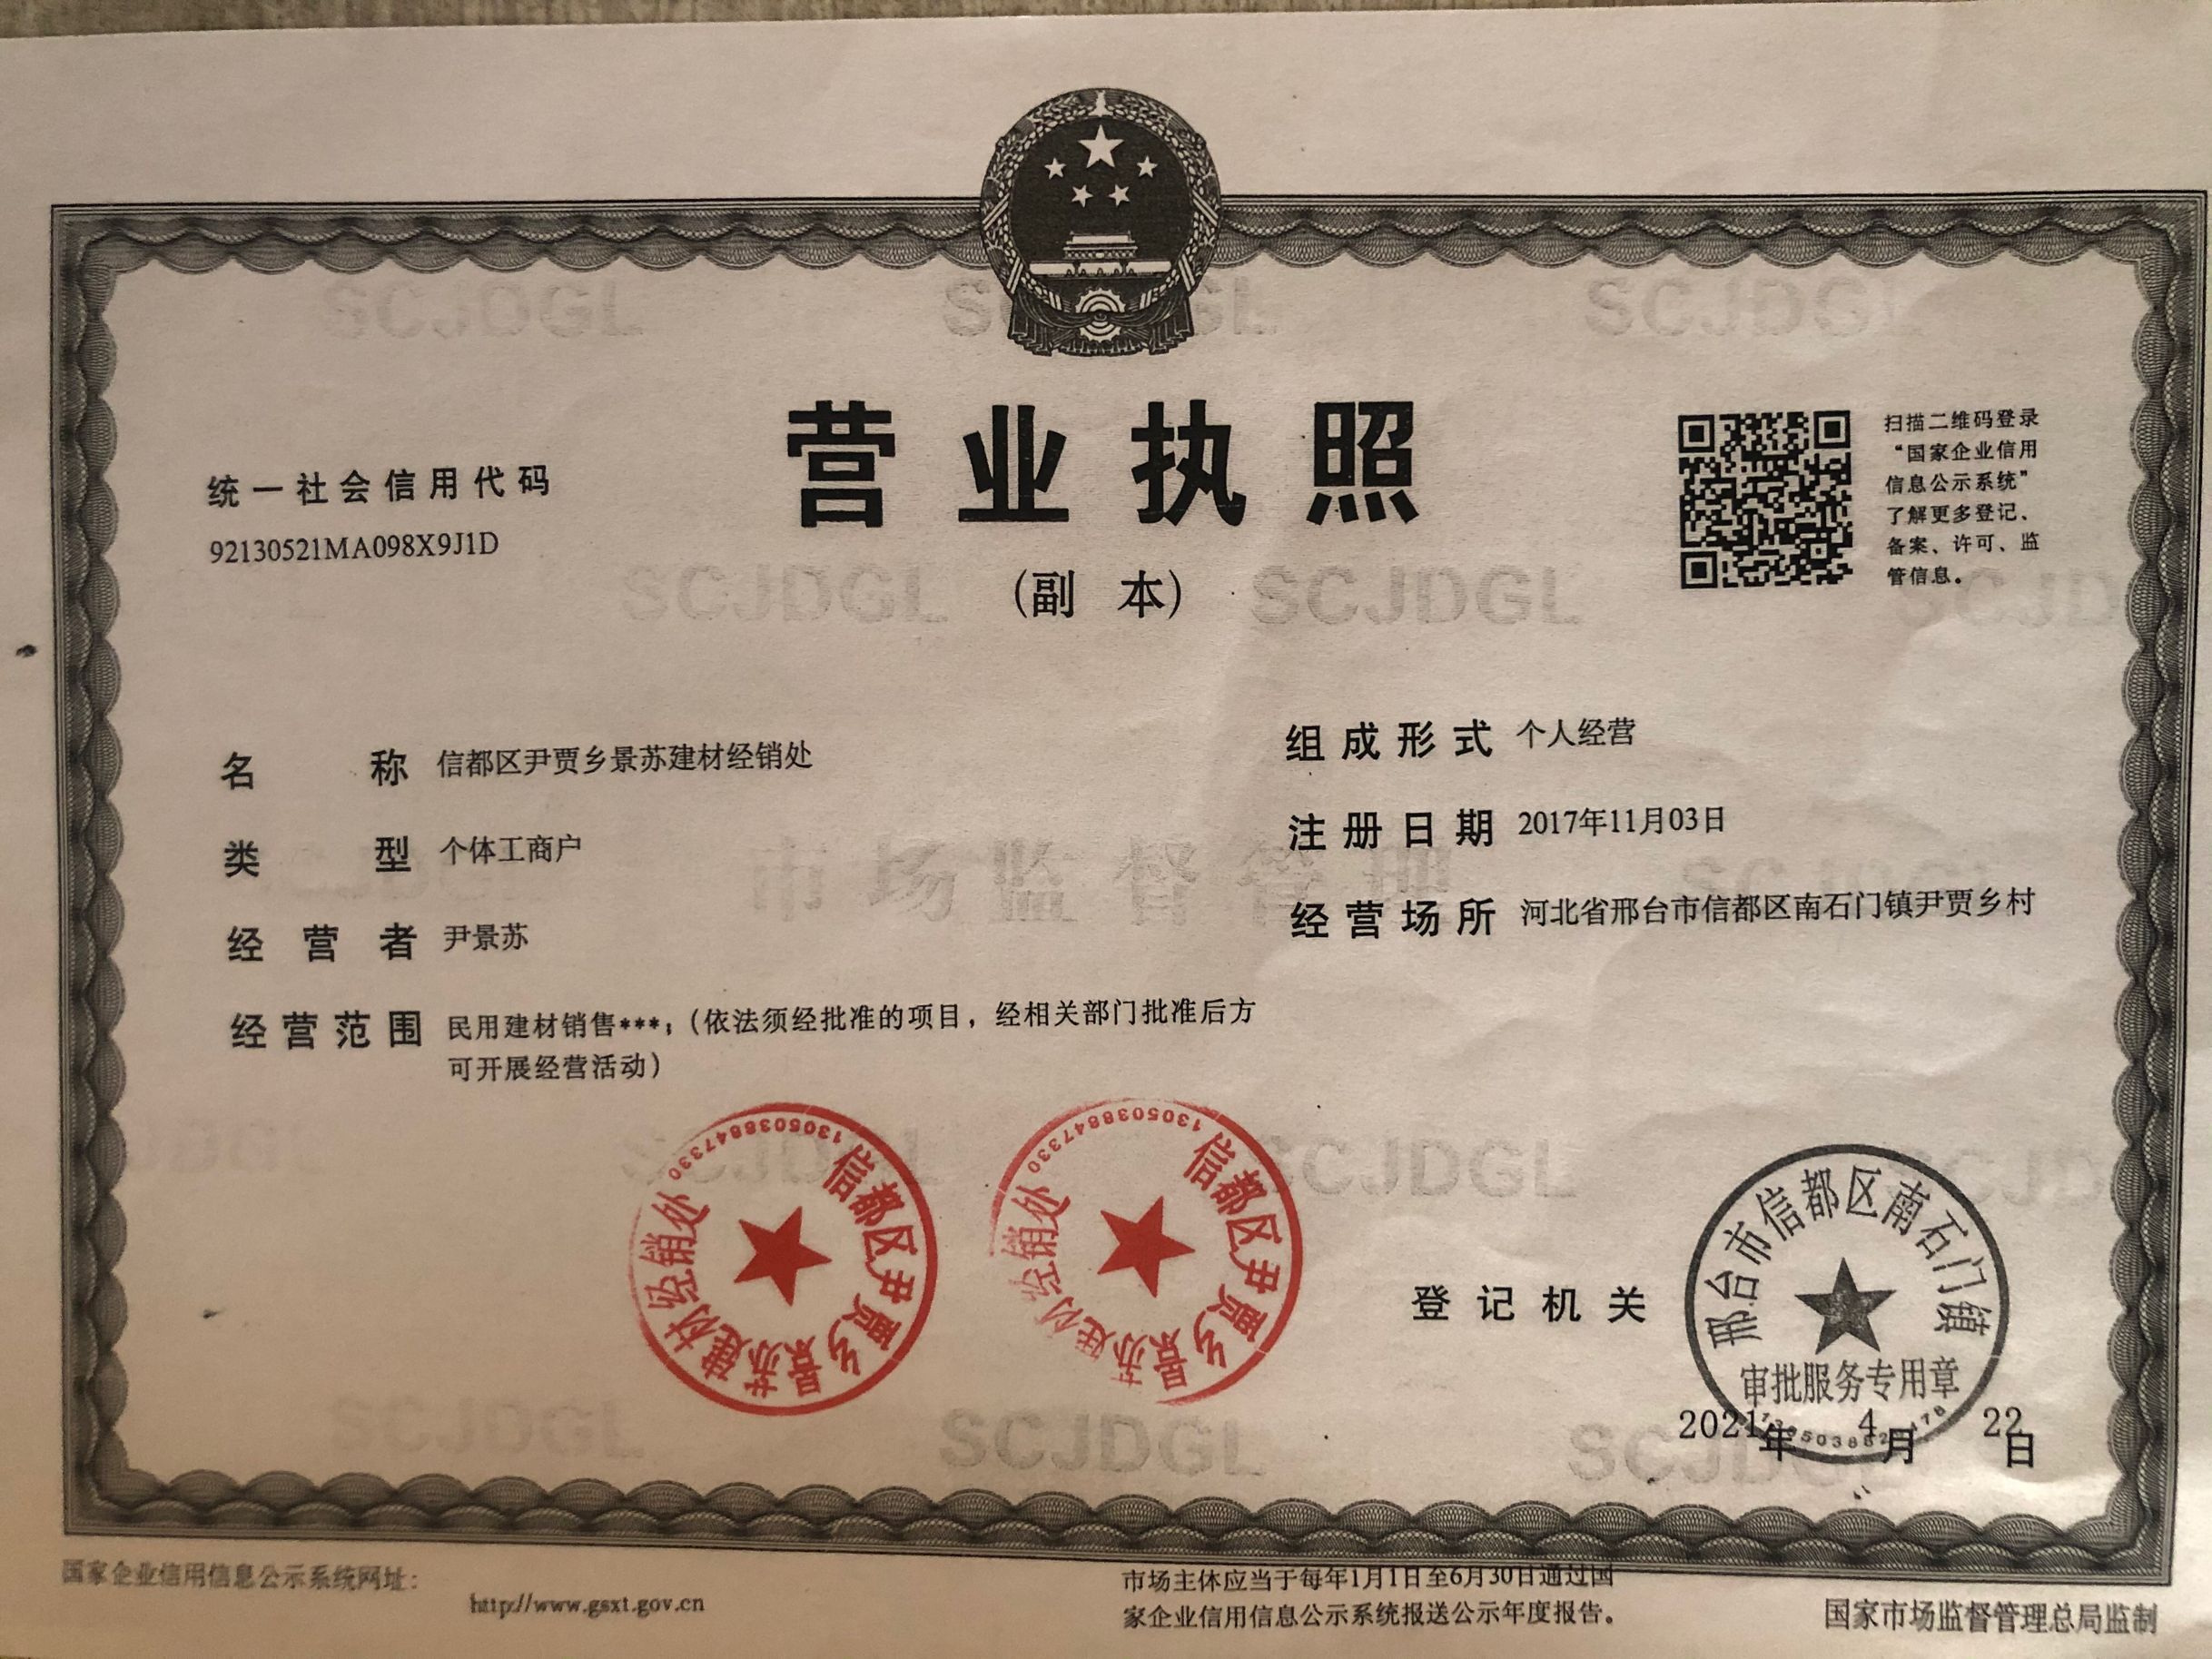 营业执照
(副 本)
统一社会信用代码
92130521MA098X9J1D
扫描二维码登录
“国家企业信用
信息公示系统”
了解更多登记、
备案、许可、监
管信息。
名 称 信都区尹贾乡景苏建材经销处
类 型 个体工商户
经 营 者 尹景苏
经营范围 民用建材销售***;(依法须经批准的项目,经相关部门批准后方
可开展经营活动)
组成形式 个人经营
注册日期 2017年11月03日
经营场所 河北省邢台市信都区南石门镇尹贾乡村
市场监督管理
SCJDGL
信都区尹贾乡景苏建材经销处
1305038847330
信都区尹贾乡景苏建材经销处
1305038847330
登记机关
邢台市信都区南石门镇
审批服务专用章
2021年 4月 22日
国家企业信用信息公示系统网址:
http://www.gsxt.gov.cn
市场主体应当于每年1月1日至6月30日通过国
家企业信用信息公示系统报送公示年度报告。
国家市场监督管理总局监制